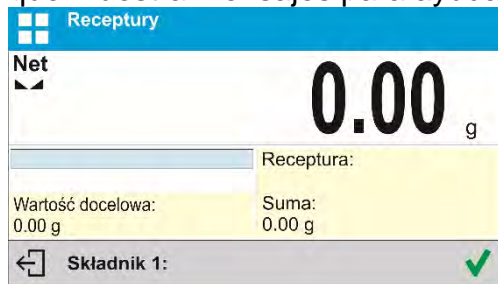 Receptury
Net
0.00 g
Receptura:
Wartość docelowa:
0.00 g
Suma:
0.00 g
Składnik 1: